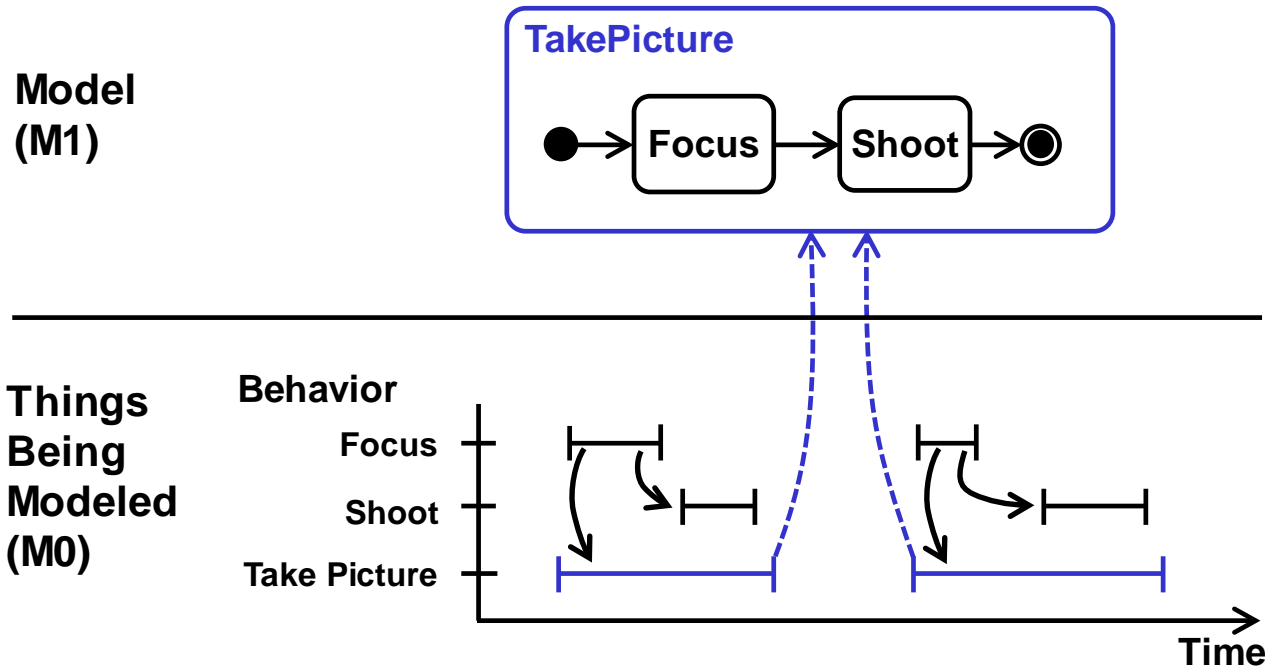 TakePicture
Model
(M1)
Focus
Shoot
Things
Being
Modeled
(M0)
Behavior
Focus
Shoot
Take Picture
Time